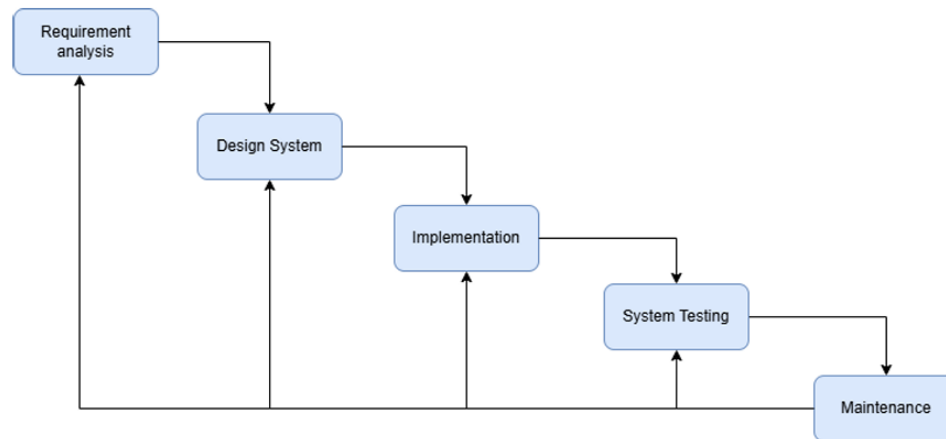 Requirement
analysis
Design System
Implementation
System Testing
Maintenance